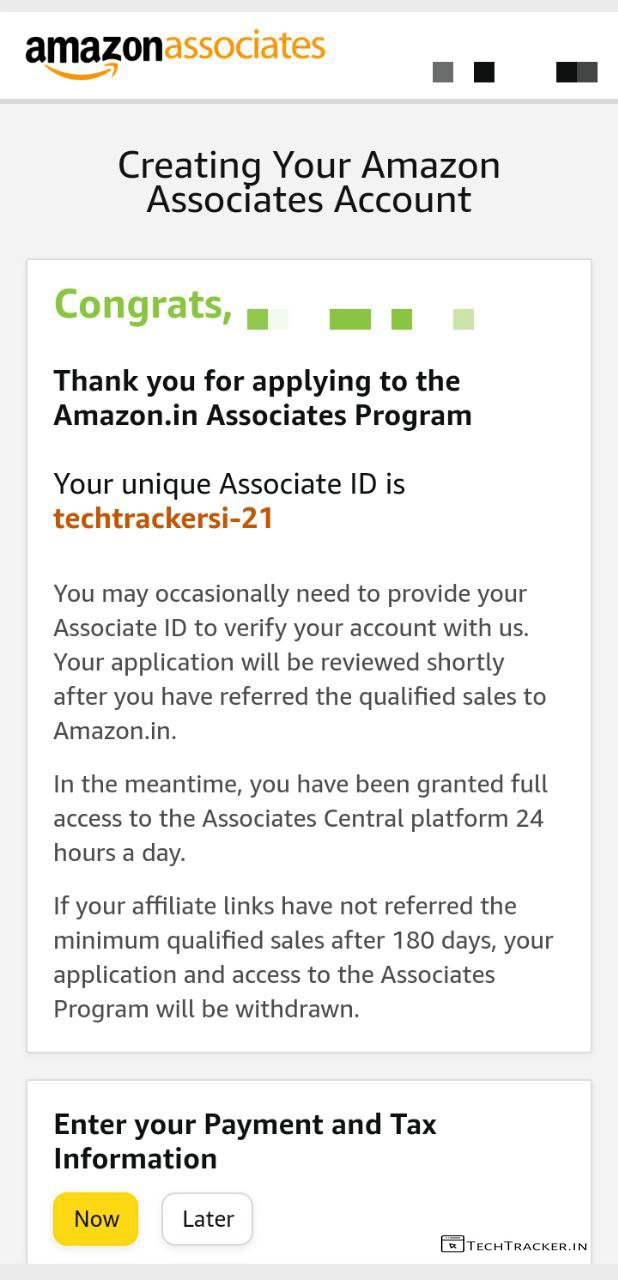 amazonassociates
Creating Your Amazon
Associates Account
Congrats,
Thank you for applying to the
Amazon.in Associates Program
Your unique Associate ID is
techtrackersi-21
You may occasionally need to provide your
Associate ID to verify your account with us.
Your application will be reviewed shortly
after you have referred the qualified sales to
Amazon.in.
In the meantime, you have been granted full
access to the Associates Central platform 24
hours a day.
If your affiliate links have not referred the
minimum qualified sales after 180 days, your
application and access to the Associates
Program will be withdrawn.
Enter your Payment and Tax
Information
Now Later
TECHTRACKER.IN